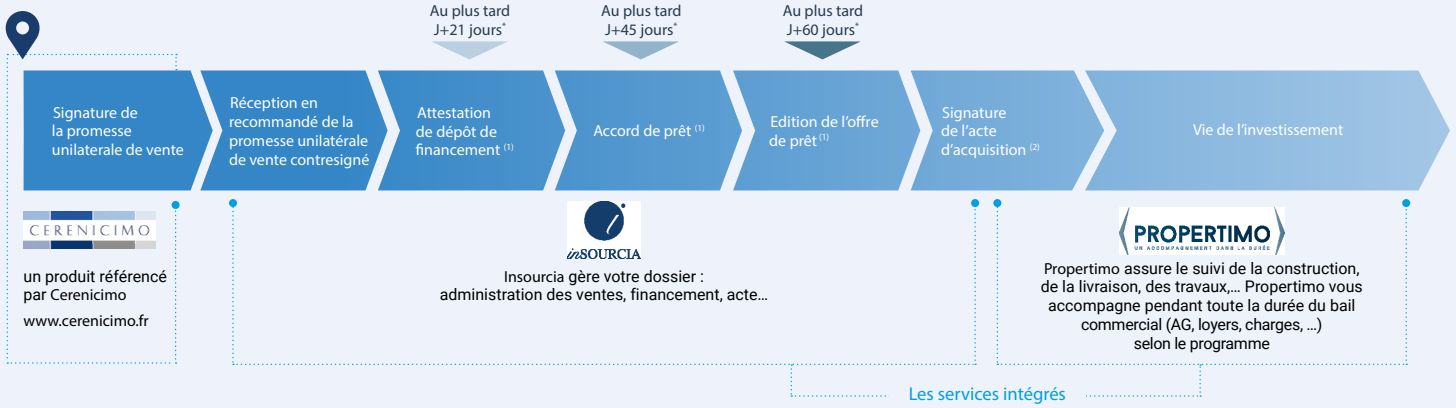 Au plus tard
J+21 jours*
Au plus tard
J+45 jours*
Au plus tard
J+60 jours*
Signature de
la promesse
unilaterale de vente
Réception en
recommandé de la
promesse unilatérale
de vente contresigné
Attestation
de dépôt de
financement (1)
Accord de prêt (1)
Edition de l'offre
de prêt (1)
Signature
de l'acte
d'acquisition (2)
Vie de l'investissement
CERENICIMO
un produit référencé
par Cerenicimo
www.cerenicimo.fr
inSOURCIA
Insourcia gère votre dossier :
administration des ventes, financement, acte...
PROPERTIMO
UN ACCOMPAGNEMENT DANS LA DURÉE
Propertimo assure le suivi de la construction,
de la livraison, des travaux,... Propertimo vous
accompagne pendant toute la durée du bail
commercial (AG, loyers, charges, ...)
selon le programme
Les services intégrés